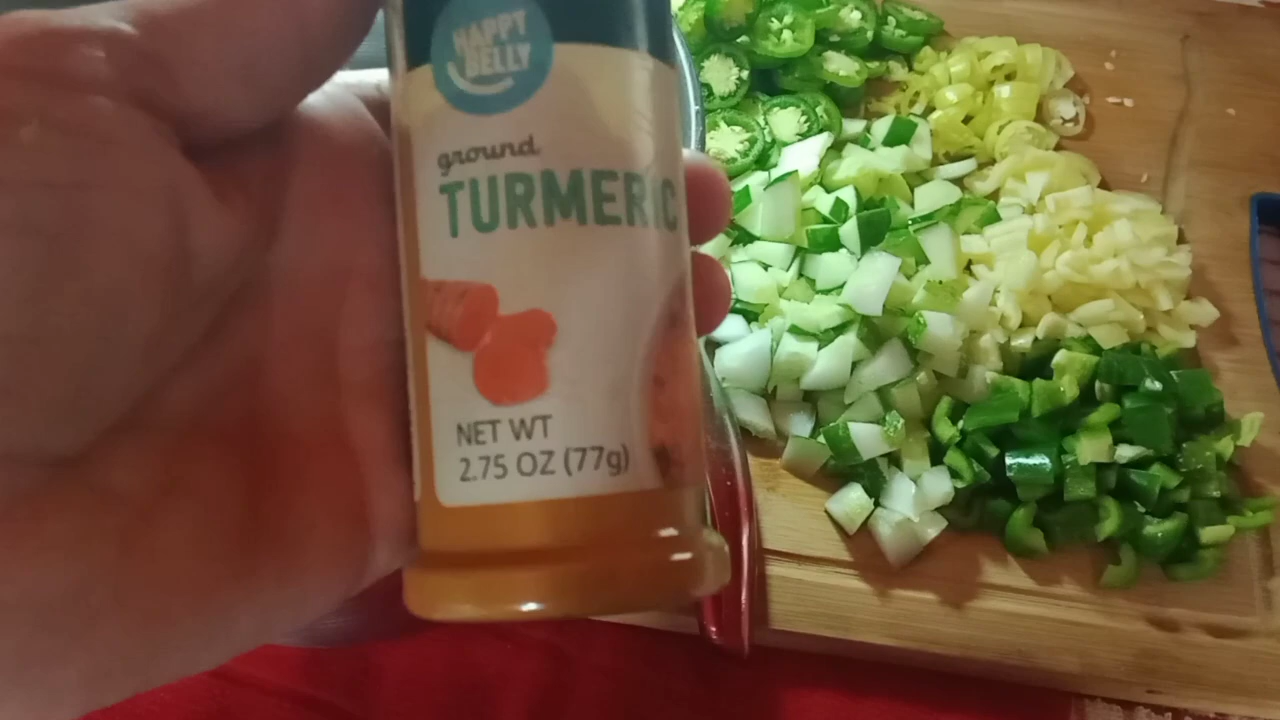 HAPPY
BELLY
ground
TURMERIC
NET WT
2.75 OZ (77g)